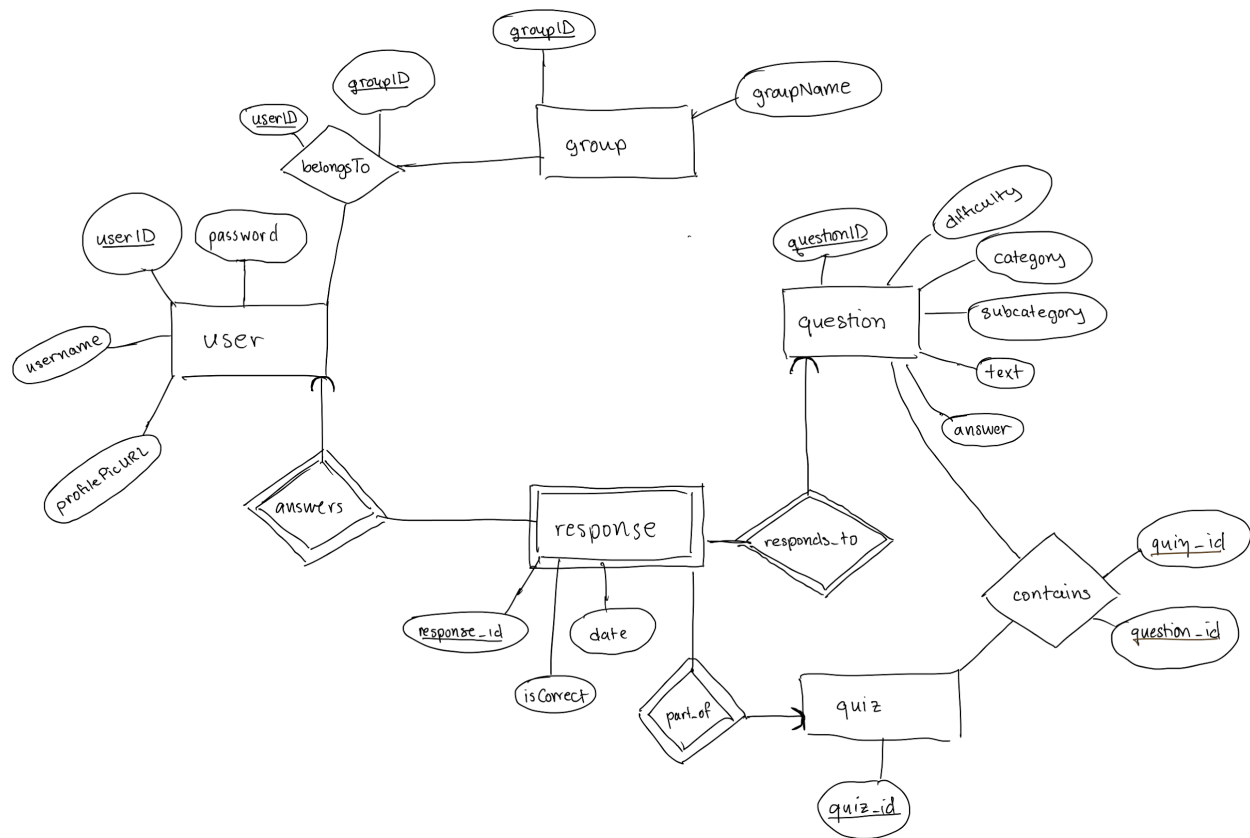 groupID
groupID
groupName
userID
group
belongsTo
userID
password
user
username
profilePicURL
questionID
difficulty
category
subcategory
question
text
answer
answers
response
responds_to
response_id
date
isCorrect
part_of
quiz
quiz_id
contains
quiz_id
question_id